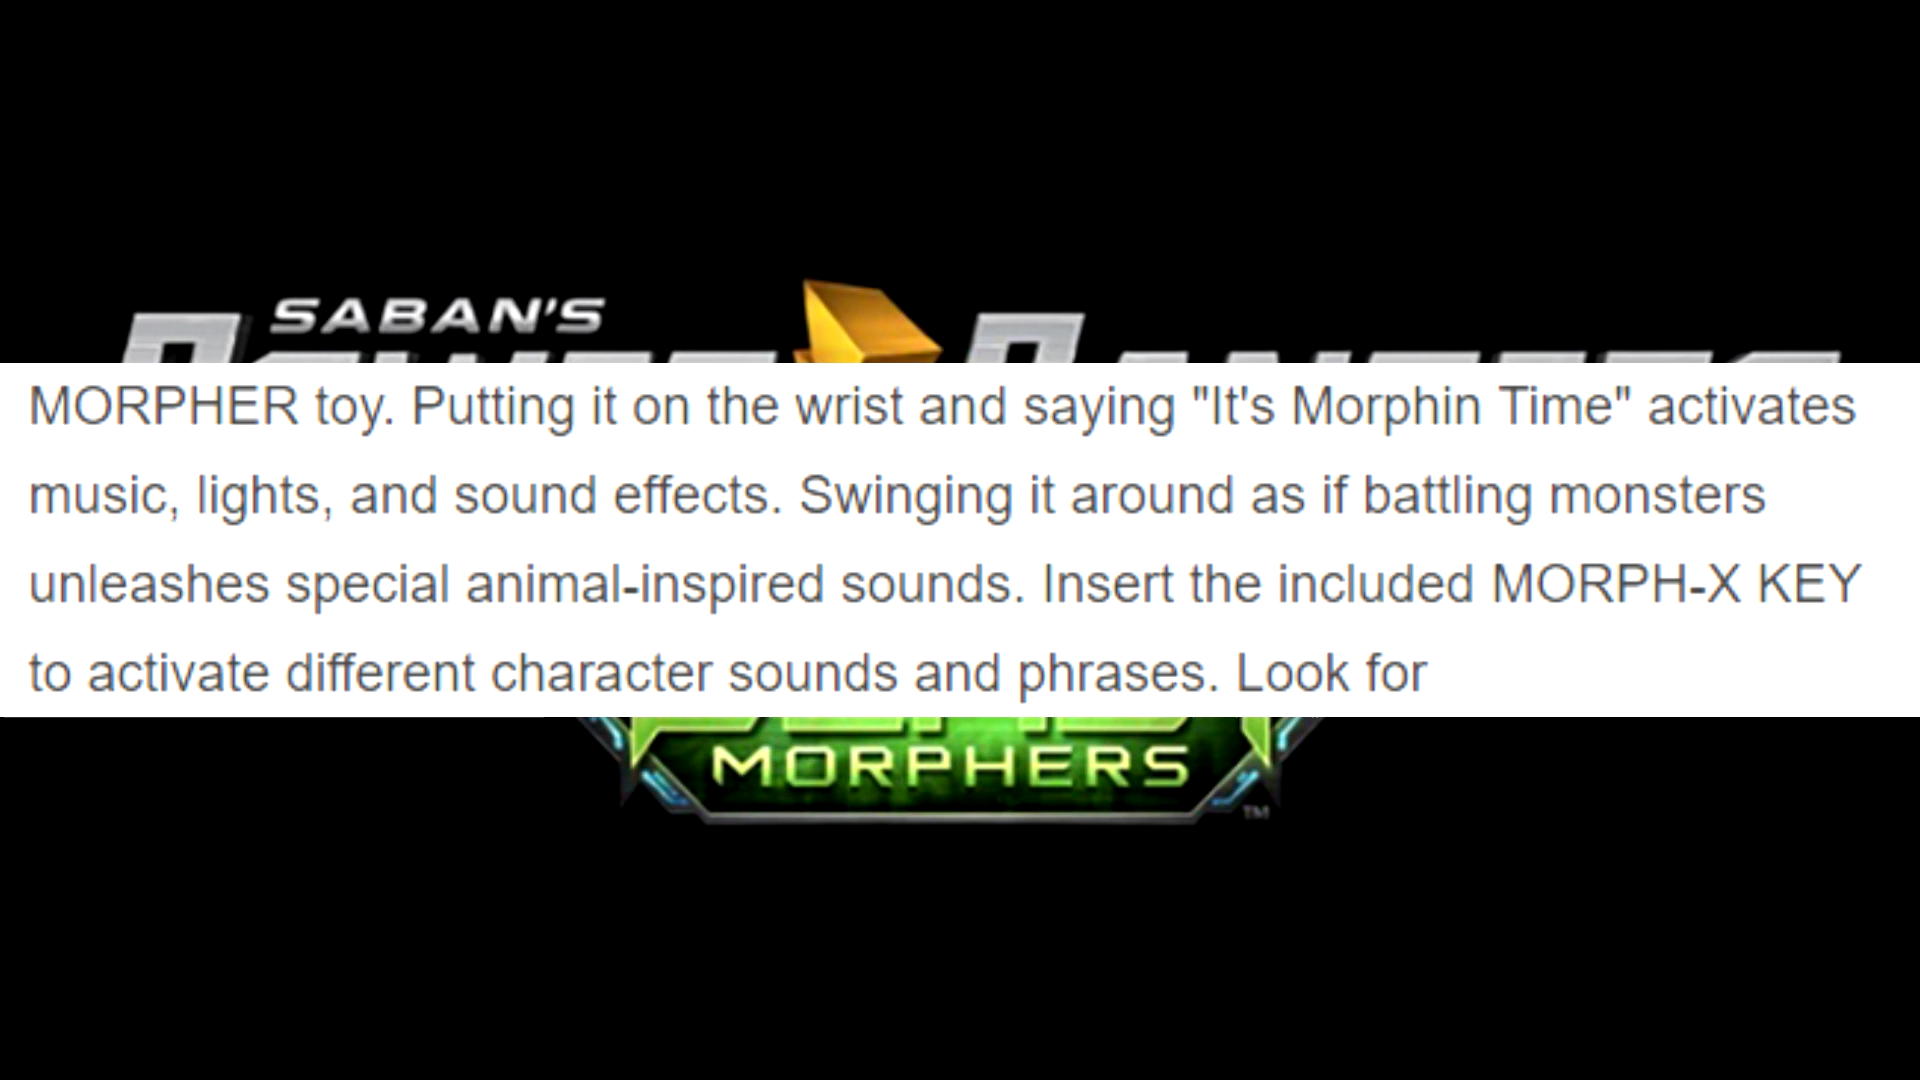 SABAN'S
MORPHER toy. Putting it on the wrist and saying "It's Morphin Time" activates
music, lights, and sound effects. Swinging it around as if battling monsters
unleashes special animal-inspired sounds. Insert the included MORPH-X KEY
to activate different character sounds and phrases. Look for
MORPHERS
TM